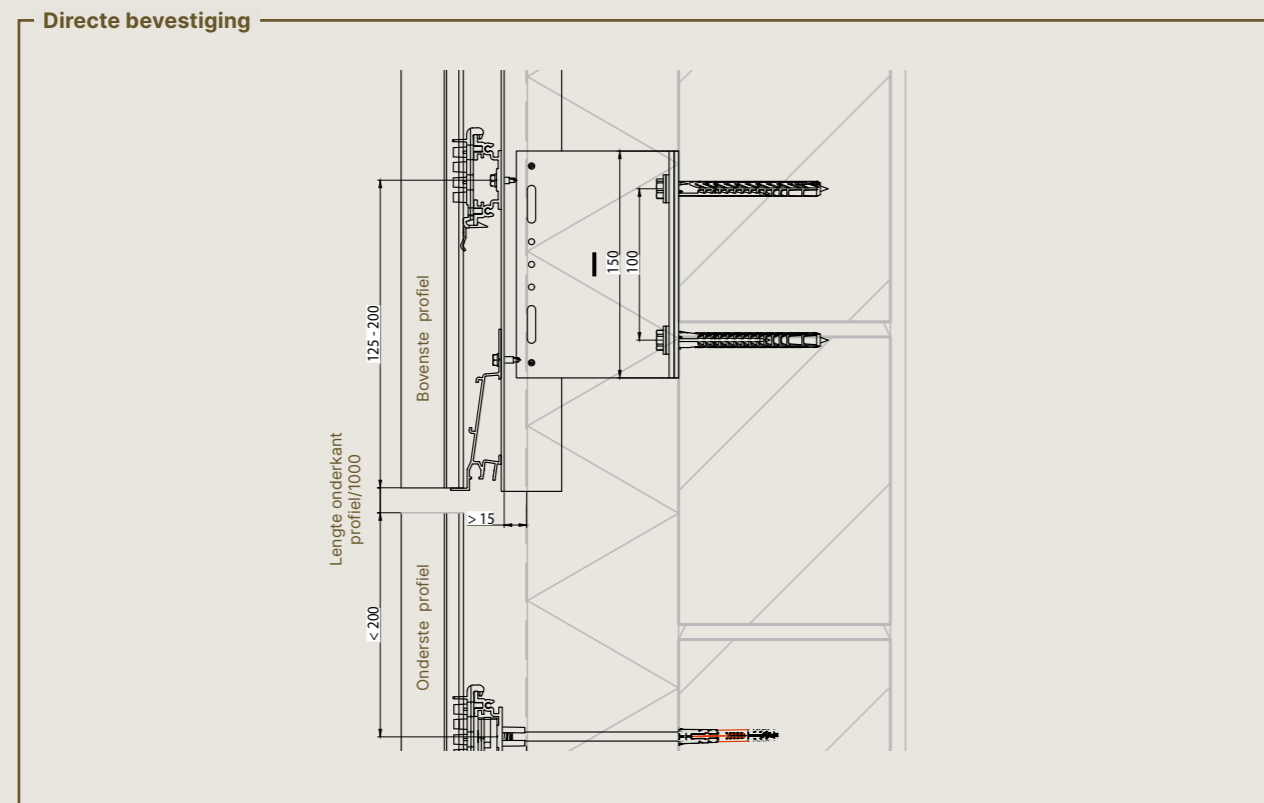 Directe bevestiging
125 - 200
Bovenste profiel
150
100
Lengte onderkant
profiel/1000
> 15
< 200
Onderste profiel